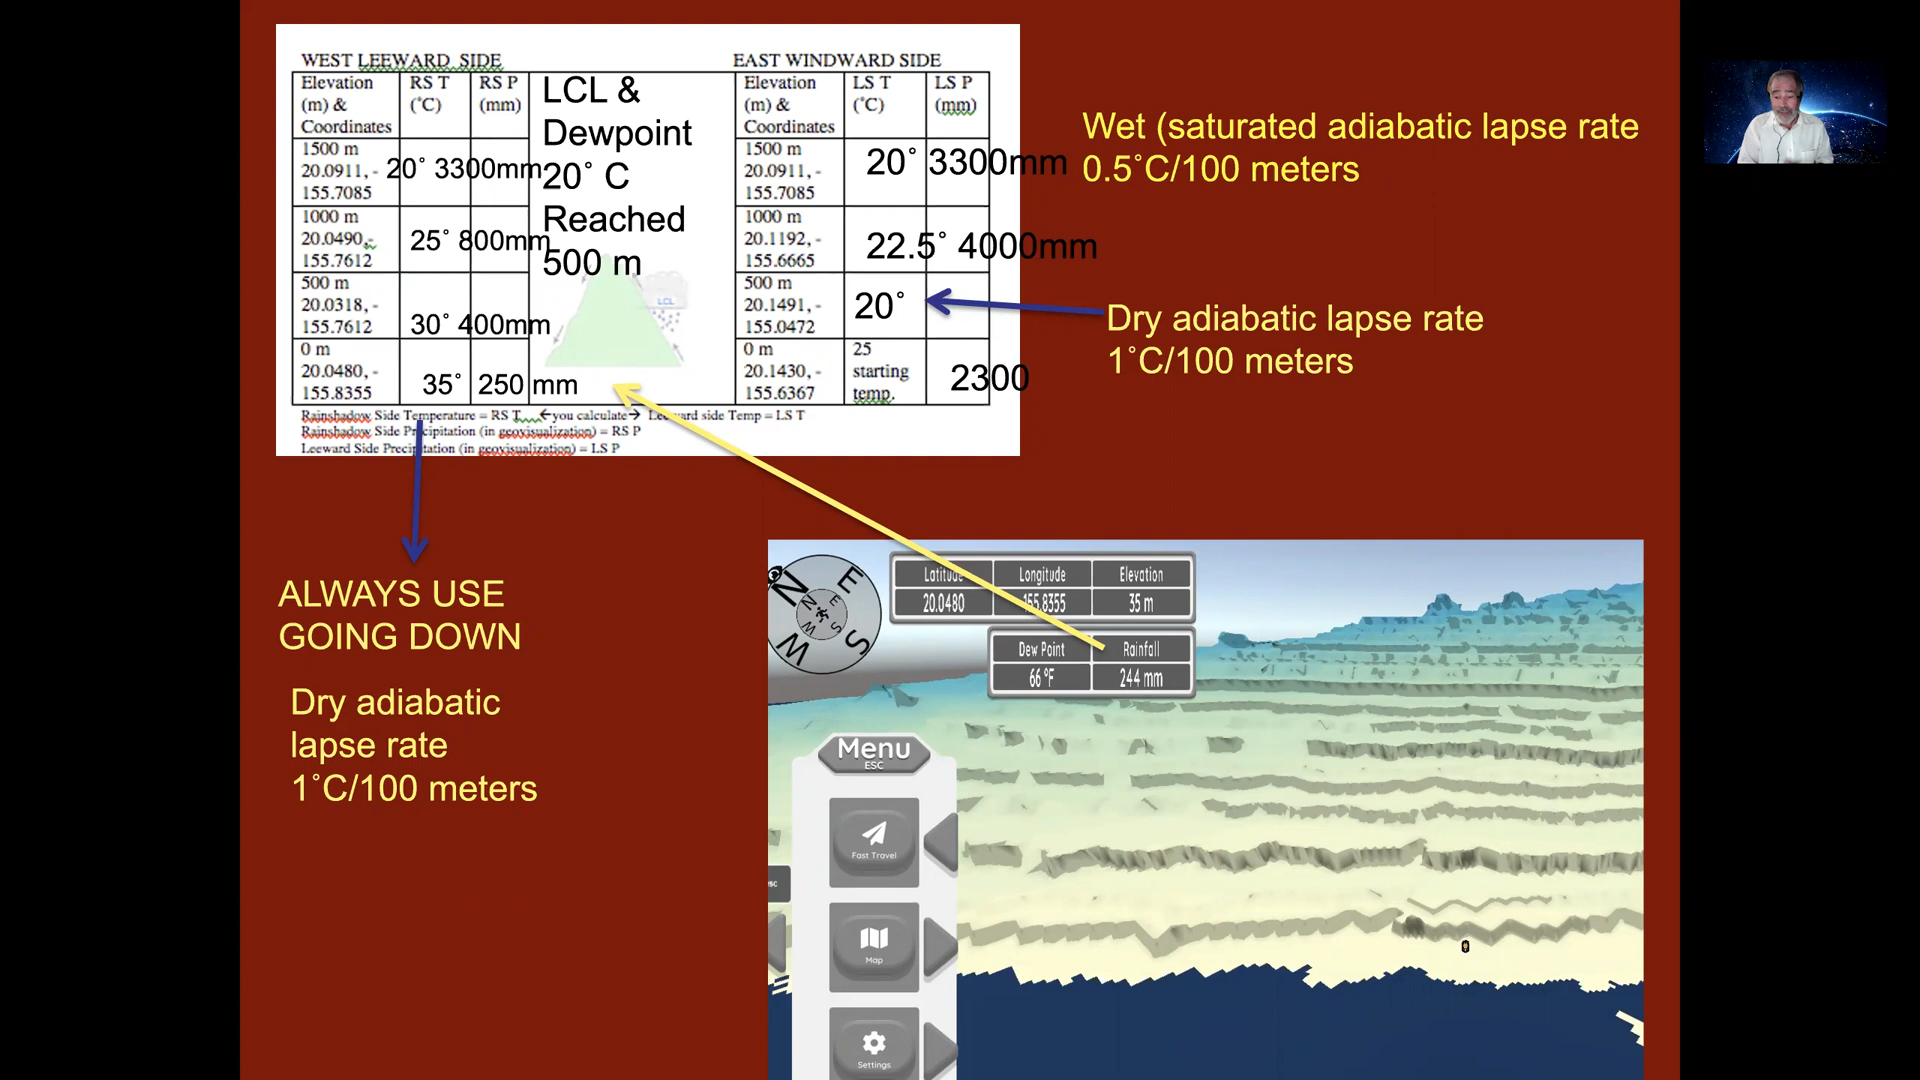 WEST LEEWARD SIDE
Elevation
(m) &
Coordinates
RS T
(˚C)
RS P
(mm)
1500 m
20.0911, -
155.7085
20˚ 3300mm
1000 m
20.0490, -
155.7612
25˚ 800mm
500 m
20.0318, -
155.7612
30˚ 400mm
0 m
20.0480, -
155.8355
35˚ 250 mm
LCL &
Dewpoint
20˚ C
Reached
500 m
LCL
EAST WINDWARD SIDE
Elevation
(m) &
Coordinates
LS T
(˚C)
LS P
(mm)
1500 m
20.0911, -
155.7085
20˚ 3300mm
1000 m
20.1192, -
155.6665
22.5˚ 4000mm
500 m
20.1491, -
155.0472
20˚
0 m
20.1430, -
155.6367
25
starting
temp.
2300
Rainshadow Side Temperature = RS T ←you calculate→ Leeward side Temp = LS T
Rainshadow Side Precipitation (in geovisualization) = RS P
Leeward Side Precipitation (in geovisualization) = LS P
Wet (saturated adiabatic lapse rate
0.5˚C/100 meters
Dry adiabatic lapse rate
1˚C/100 meters
ALWAYS USE
GOING DOWN
Dry adiabatic
lapse rate
1˚C/100 meters
N E S W
N E S W
Latitude Longitude Elevation
20.0480 155.8355 35 m
Dew Point Rainfall
66 ºF 244 mm
Menu
ESC
Fast Travel
Map
Settings